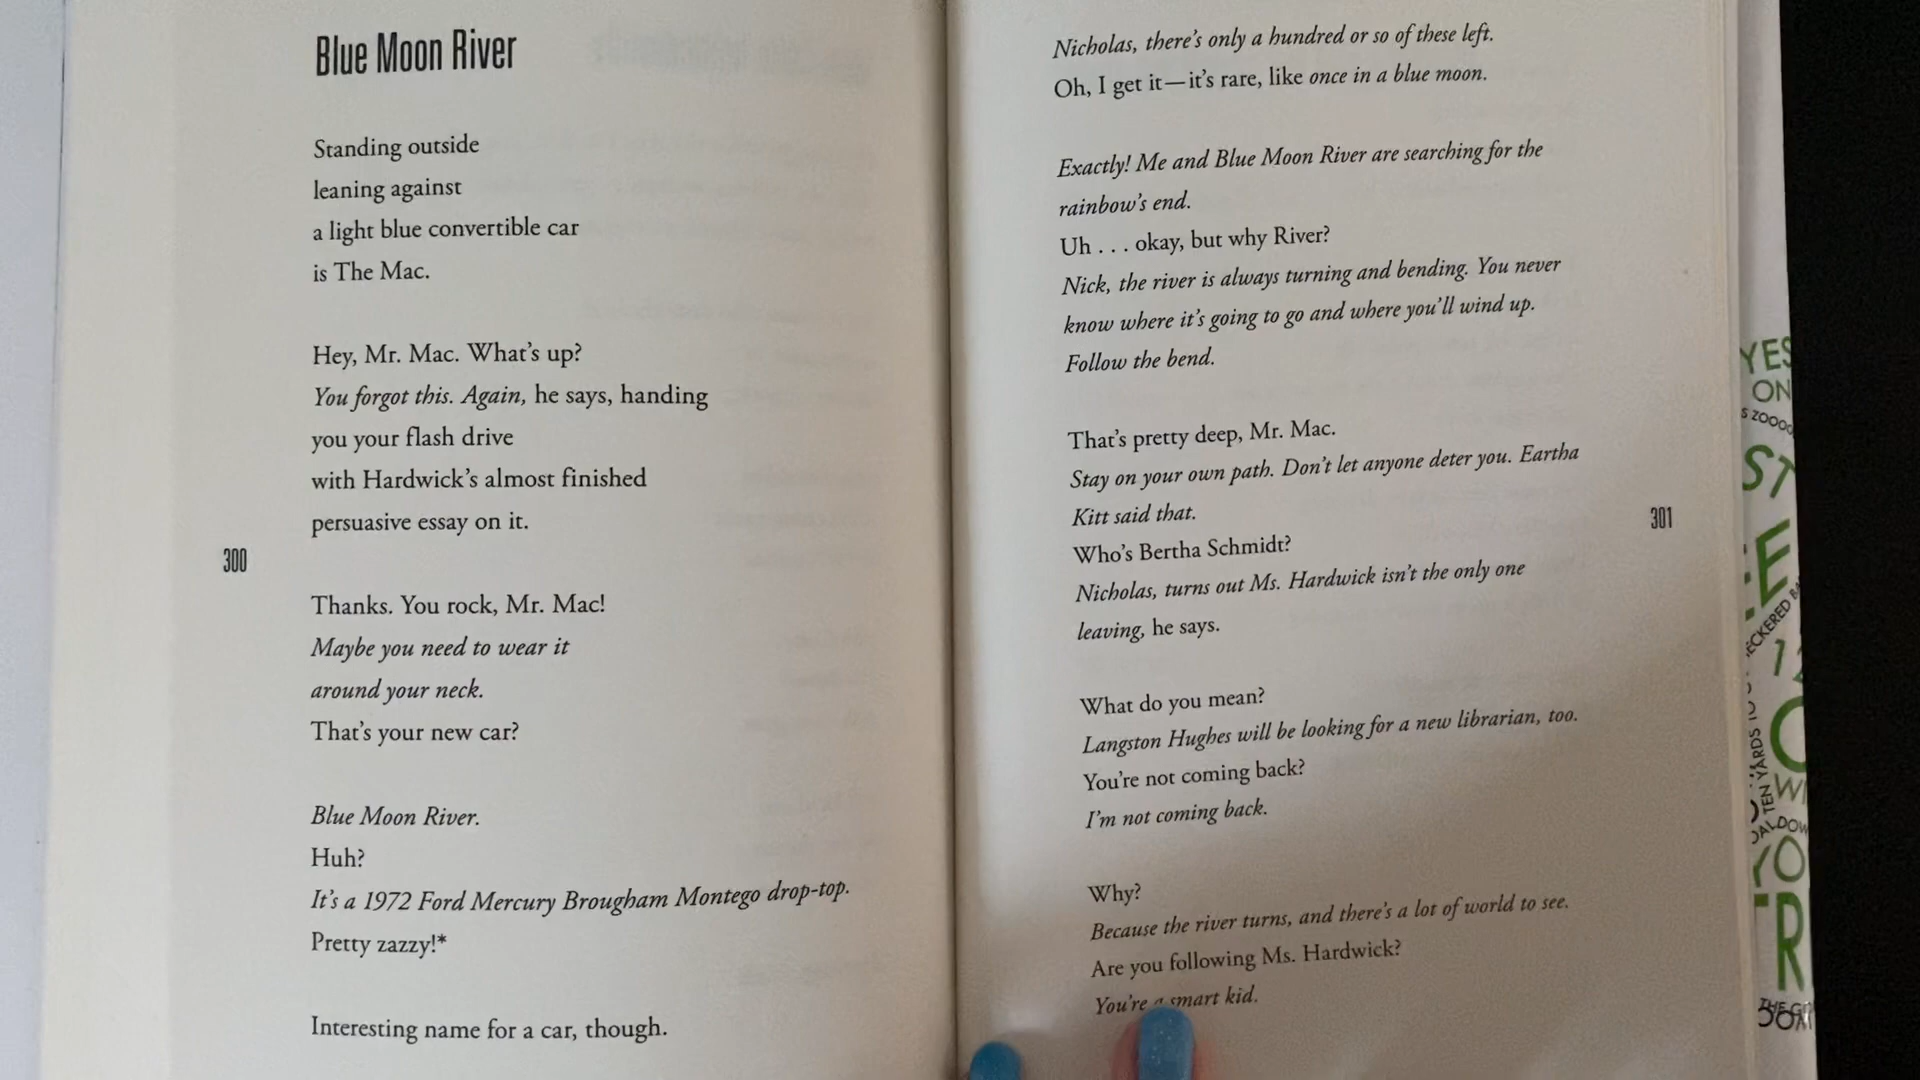 Blue Moon River
Standing outside
leaning against
a light blue convertible car
is The Mac.
Hey, Mr. Mac. What's up?
You forgot this. Again, he says, handing
you your flash drive
with Hardwick's almost finished
persuasive essay on it.
300
Thanks. You rock, Mr. Mac!
Maybe you need to wear it
around your neck.
That's your new car?
Blue Moon River.
Huh?
It's a 1972 Ford Mercury Brougham Montego drop-top.
Pretty zazzy!*
Interesting name for a car, though.
Nicholas, there's only a hundred or so of these left.
Oh, I get it—it's rare, like once in a blue moon.
Exactly! Me and Blue Moon River are searching for the
rainbow's end.
Uh . . . okay, but why River?
Nick, the river is always turning and bending. You never
know where it's going to go and where you'll wind up.
Follow the bend.
That's pretty deep, Mr. Mac.
Stay on your own path. Don't let anyone deter you. Eartha
Kitt said that.
Who's Bertha Schmidt?
Nicholas, turns out Ms. Hardwick isn't the only one
leaving, he says.
301
What do you mean?
Langston Hughes will be looking for a new librarian, too.
You're not coming back?
I'm not coming back.
Why?
Because the river turns, and there's a lot of world to see.
Are you following Ms. Hardwick?
You're a smart kid.
YES
ON
ST
TEN YARDS